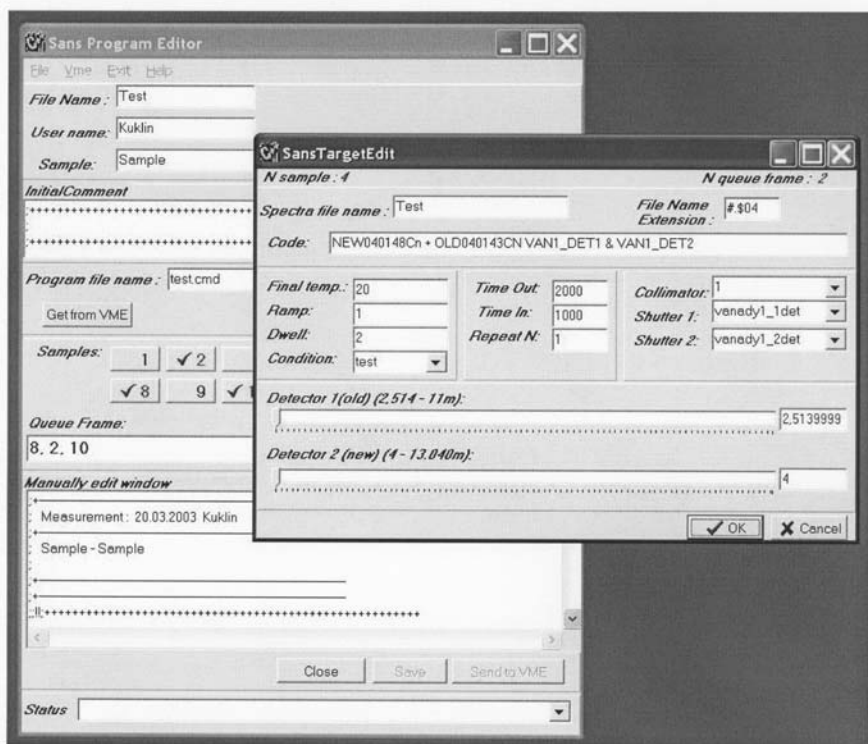 Sans Program Editor
File Vme Exit Help
File Name : Test
User name: Kuklin
Sample: Sample
InitialComment
;++++++++++++++++++++++++++++++++
;++++++++++++++++++++++++++++++++
Program file name : test.cmd
Get from VME
Samples: 1 ✓2
✓8 9 ✓1
Queue Frame:
8, 2, 10
Manually edit window
Measurement : 20.03.2003 Kuklin
Sample - Sample
Close Save Send to VME
Status
SansTargetEdit
N sample : 4 N queue frame : 2
Spectra file name : Test File Name Extension : #.$04
Code: NEW040148Cn + OLD040143CN VAN1_DET1 & VAN1_DET2
Final temp.: 20 Time Out: 2000 Collimator: 1
Ramp: 1 Time In: 1000 Shutter 1: vanady1_1det
Dwell: 2 Repeat N: 1 Shutter 2: vanady1_2det
Condition: test
Detector 1(old) (2,514 - 11m):
2,5139999
Detector 2 (new) (4 - 13.040m):
4
✓ OK ✗ Cancel